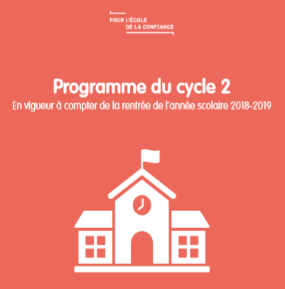 POUR L'ÉCOLE
DE LA CONFIANCE
Programme du cycle 2
En vigueur à compter de la rentrée de l'année scolaire 2018-2019